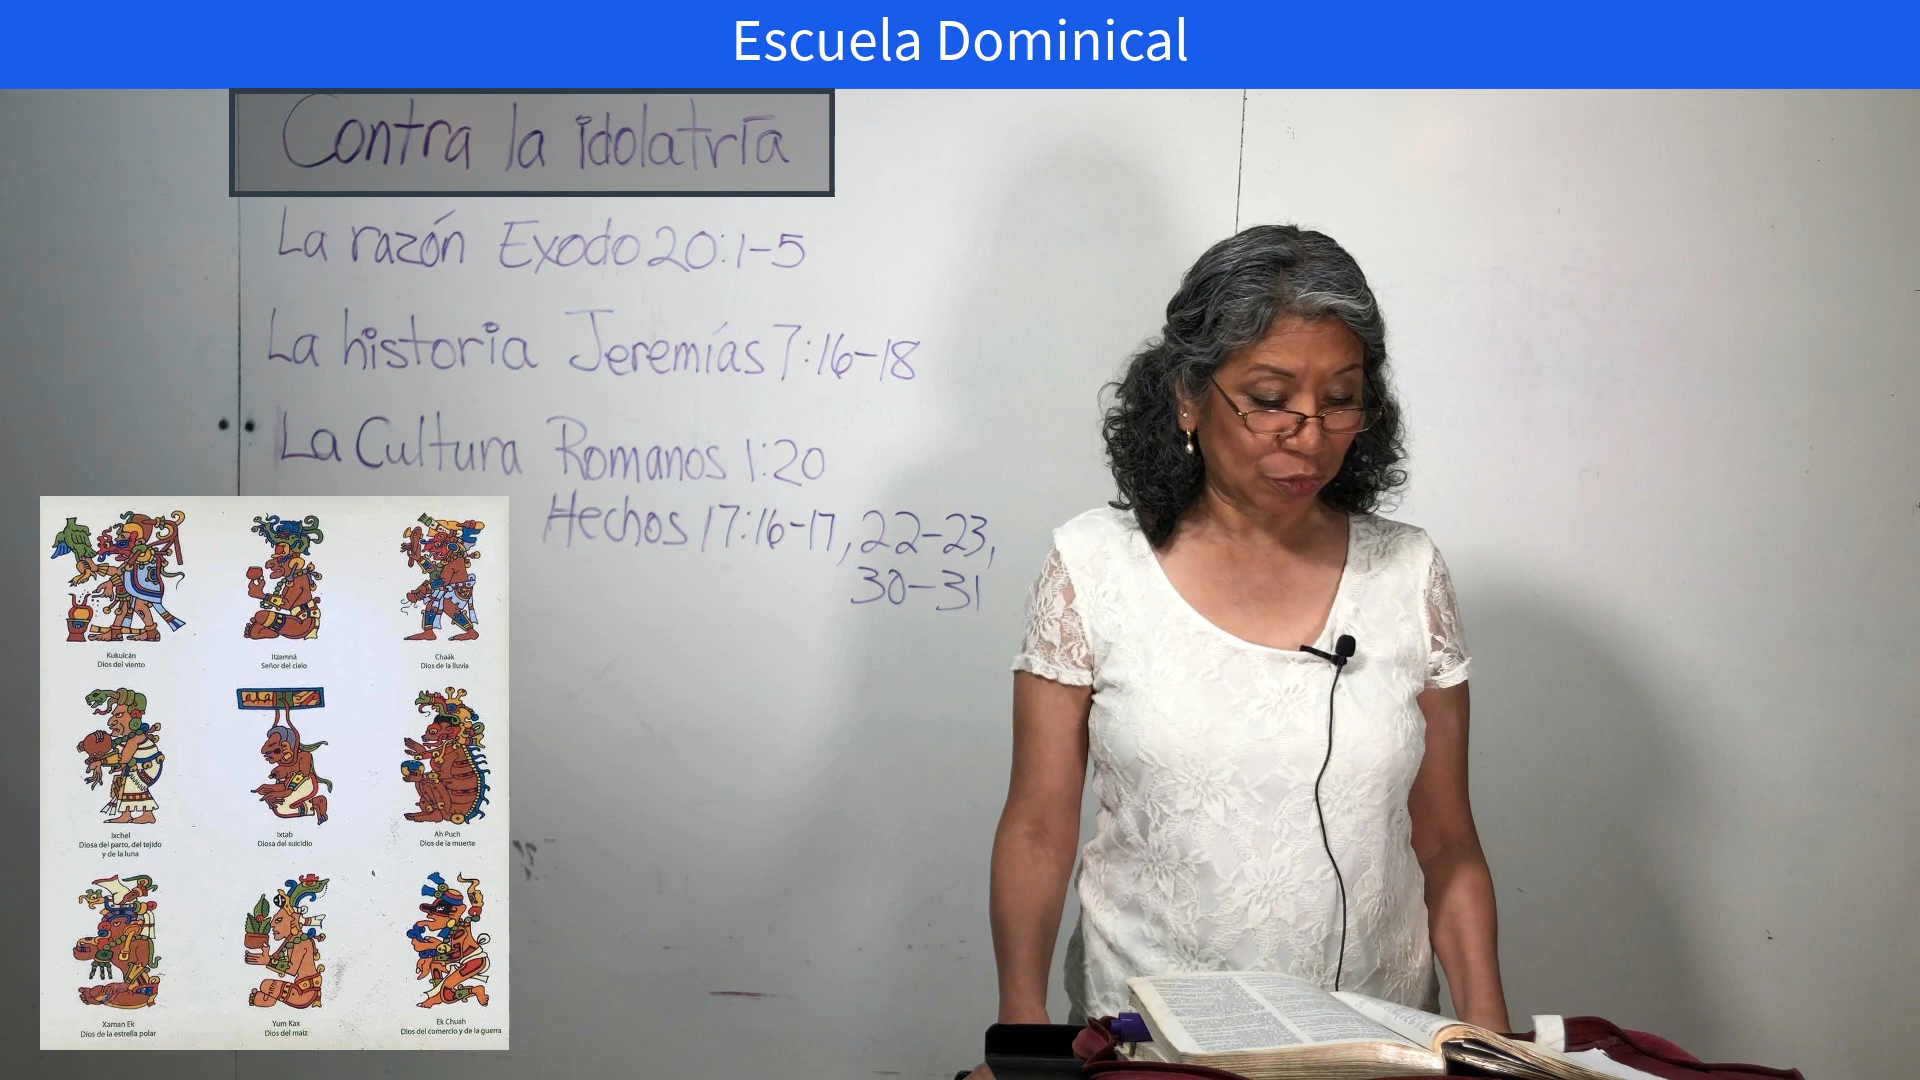 Escuela Dominical
Contra la idolatría
La razón Exodo 20:1-5
La historia Jeremías 7:16-18
La Cultura Romanos 1:20
Hechos 17:16-17, 22-23,
30-31
Kukulcán
Dios del viento
Itzamná
Señor del cielo
Chaák
Dios de la lluvia
Ixchel
Diosa del parto, del tejido
y de la luna
Ixtab
Diosa del suicidio
Ah Puch
Dios de la muerte
Xaman Ek
Dios de la estrella polar
Yum Kax
Dios del maíz
Ek Chuah
Dios del comercio y de la guerra